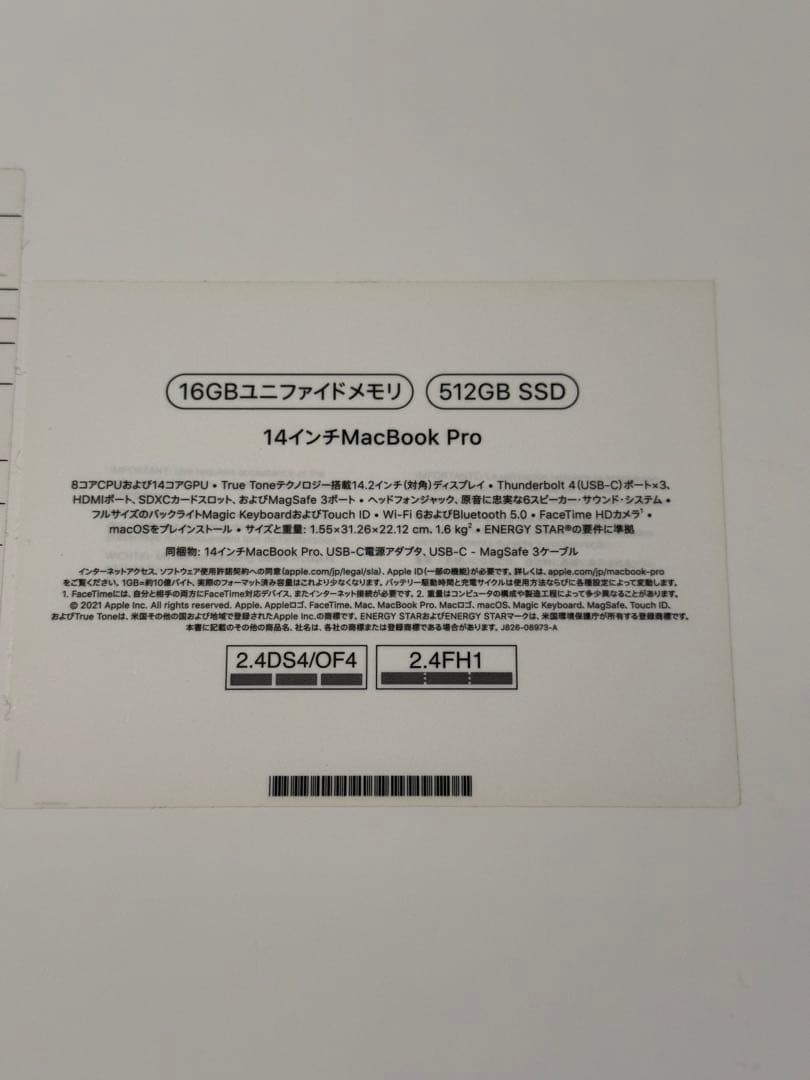 16GBユニファイドメモリ 512GB SSD
14インチMacBook Pro
8コアCPUおよび14コアGPU • True Toneテクノロジー搭載14.2インチ（対角）ディスプレイ • Thunderbolt 4（USB-C）ポート×3、
HDMIポート、SDXCカードスロット、およびMagSafe 3ポート • ヘッドフォンジャック、原音に忠実な6スピーカー・サウンド・システム •
フルサイズのバックライトMagic KeyboardおよびTouch ID • Wi-Fi 6およびBluetooth 5.0 • FaceTime HDカメラ¹ •
macOSをプレインストール • サイズと重量: 1.55×31.26×22.12 cm、1.6 kg² • ENERGY STAR®の要件に準拠
同梱物: 14インチMacBook Pro、USB-C電源アダプタ、USB-C - MagSafe 3ケーブル
インターネットアクセス、ソフトウェア使用許諾契約への同意（apple.com/jp/legal/sla）、Apple ID（一部の機能）が必要です。詳しくは、apple.com/jp/macbook-pro
をご覧ください。1GB=約10億バイト、実際のフォーマット済み容量はこれより少なくなります。バッテリー駆動時間と充電サイクルは使用方法ならびに各種設定によって変動します。
1. FaceTimeには、自分と相手の両方にFaceTime対応デバイス、またインターネット接続が必要です。2. 重量はコンピュータの構成や製造工程によって多少異なることがあります。
© 2021 Apple Inc. All rights reserved. Apple、Appleロゴ、FaceTime、Mac、MacBook Pro、Macロゴ、macOS、Magic Keyboard、MagSafe、Touch ID、
およびTrue Toneは、米国その他の国および地域で登録されたApple Inc.の商標です。ENERGY STARおよびENERGY STARマークは、米国環境保護庁が所有する登録商標です。
本書に記載のその他の商品名、社名は、各社の商標または登録商標である場合があります。J826-08973-A
2.4DS4/OF4 2.4FH1